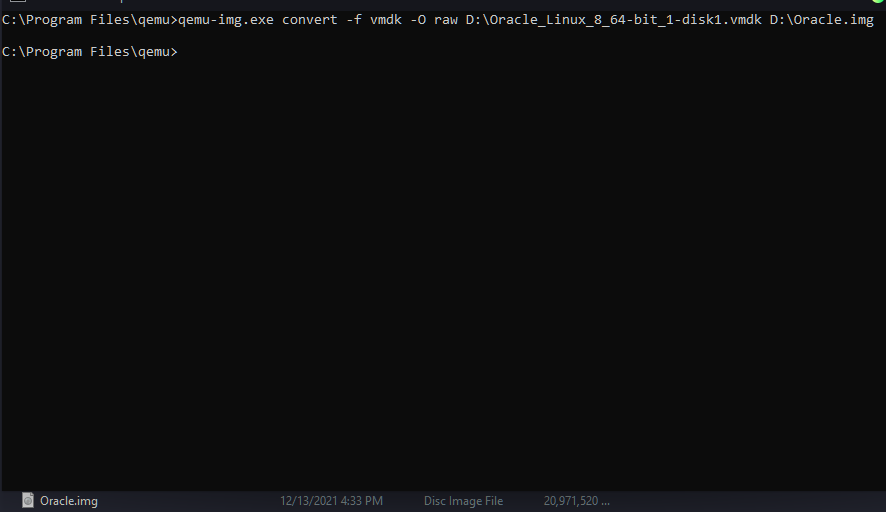 C:\Program Files\qemu>qemu-img.exe convert -f vmdk -O raw D:\Oracle_Linux_8_64-bit_1-disk1.vmdk D:\Oracle.img
C:\Program Files\qemu>
Oracle.img 12/13/2021 4:33 PM Disc Image File 20,971,520 ...